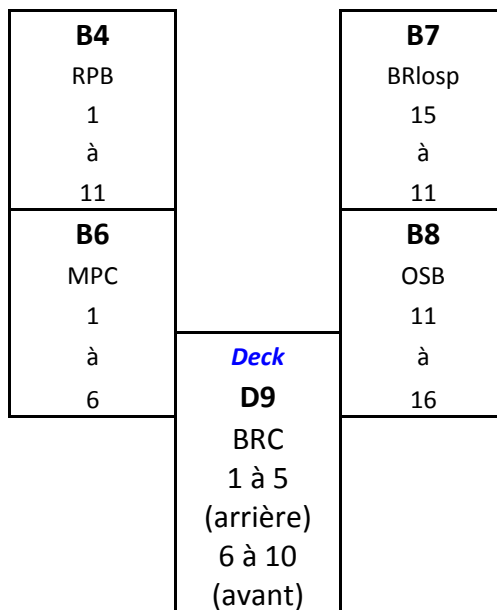 B4
RPB
1
à
11
B7
BRlosp
15
à
11
B6
MPC
1
à
6
B8
OSB
11
à
16
Deck
D9
BRC
1 à 5
(arrière)
6 à 10
(avant)